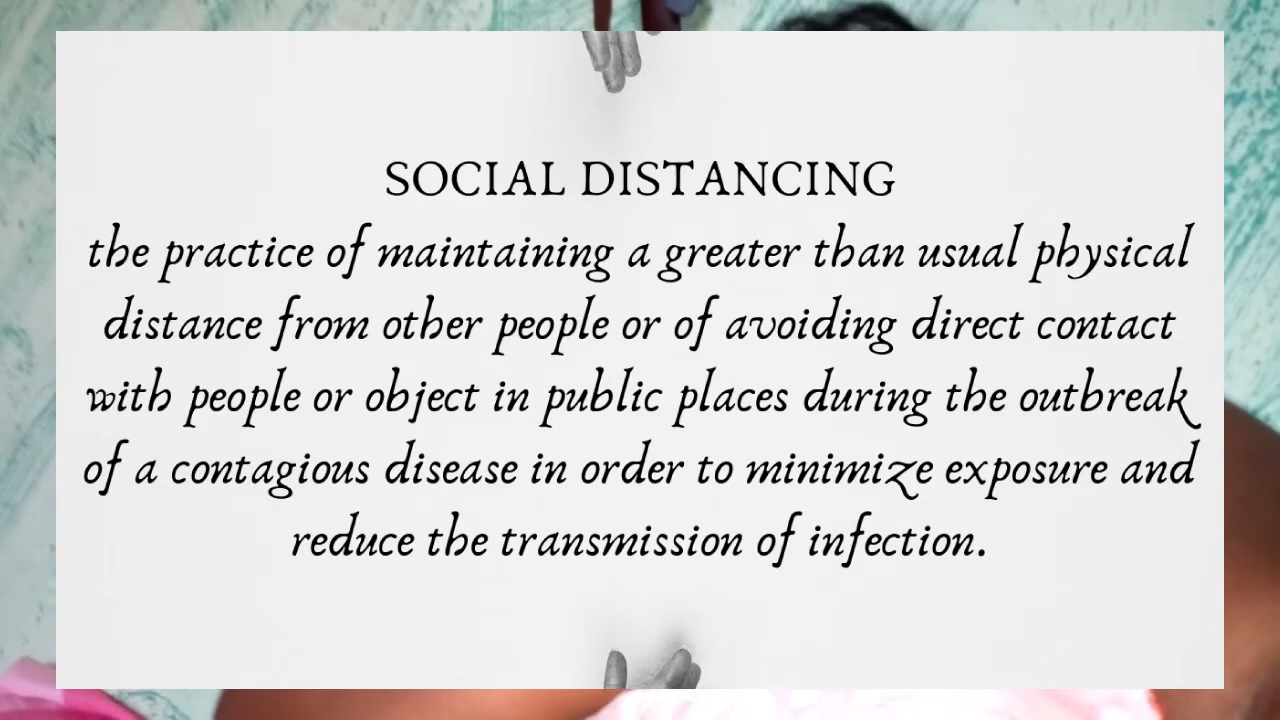 SOCIAL DISTANCING
the practice of maintaining a greater than usual physical
distance from other people or of avoiding direct contact
with people or object in public places during the outbreak
of a contagious disease in order to minimize exposure and
reduce the transmission of infection.